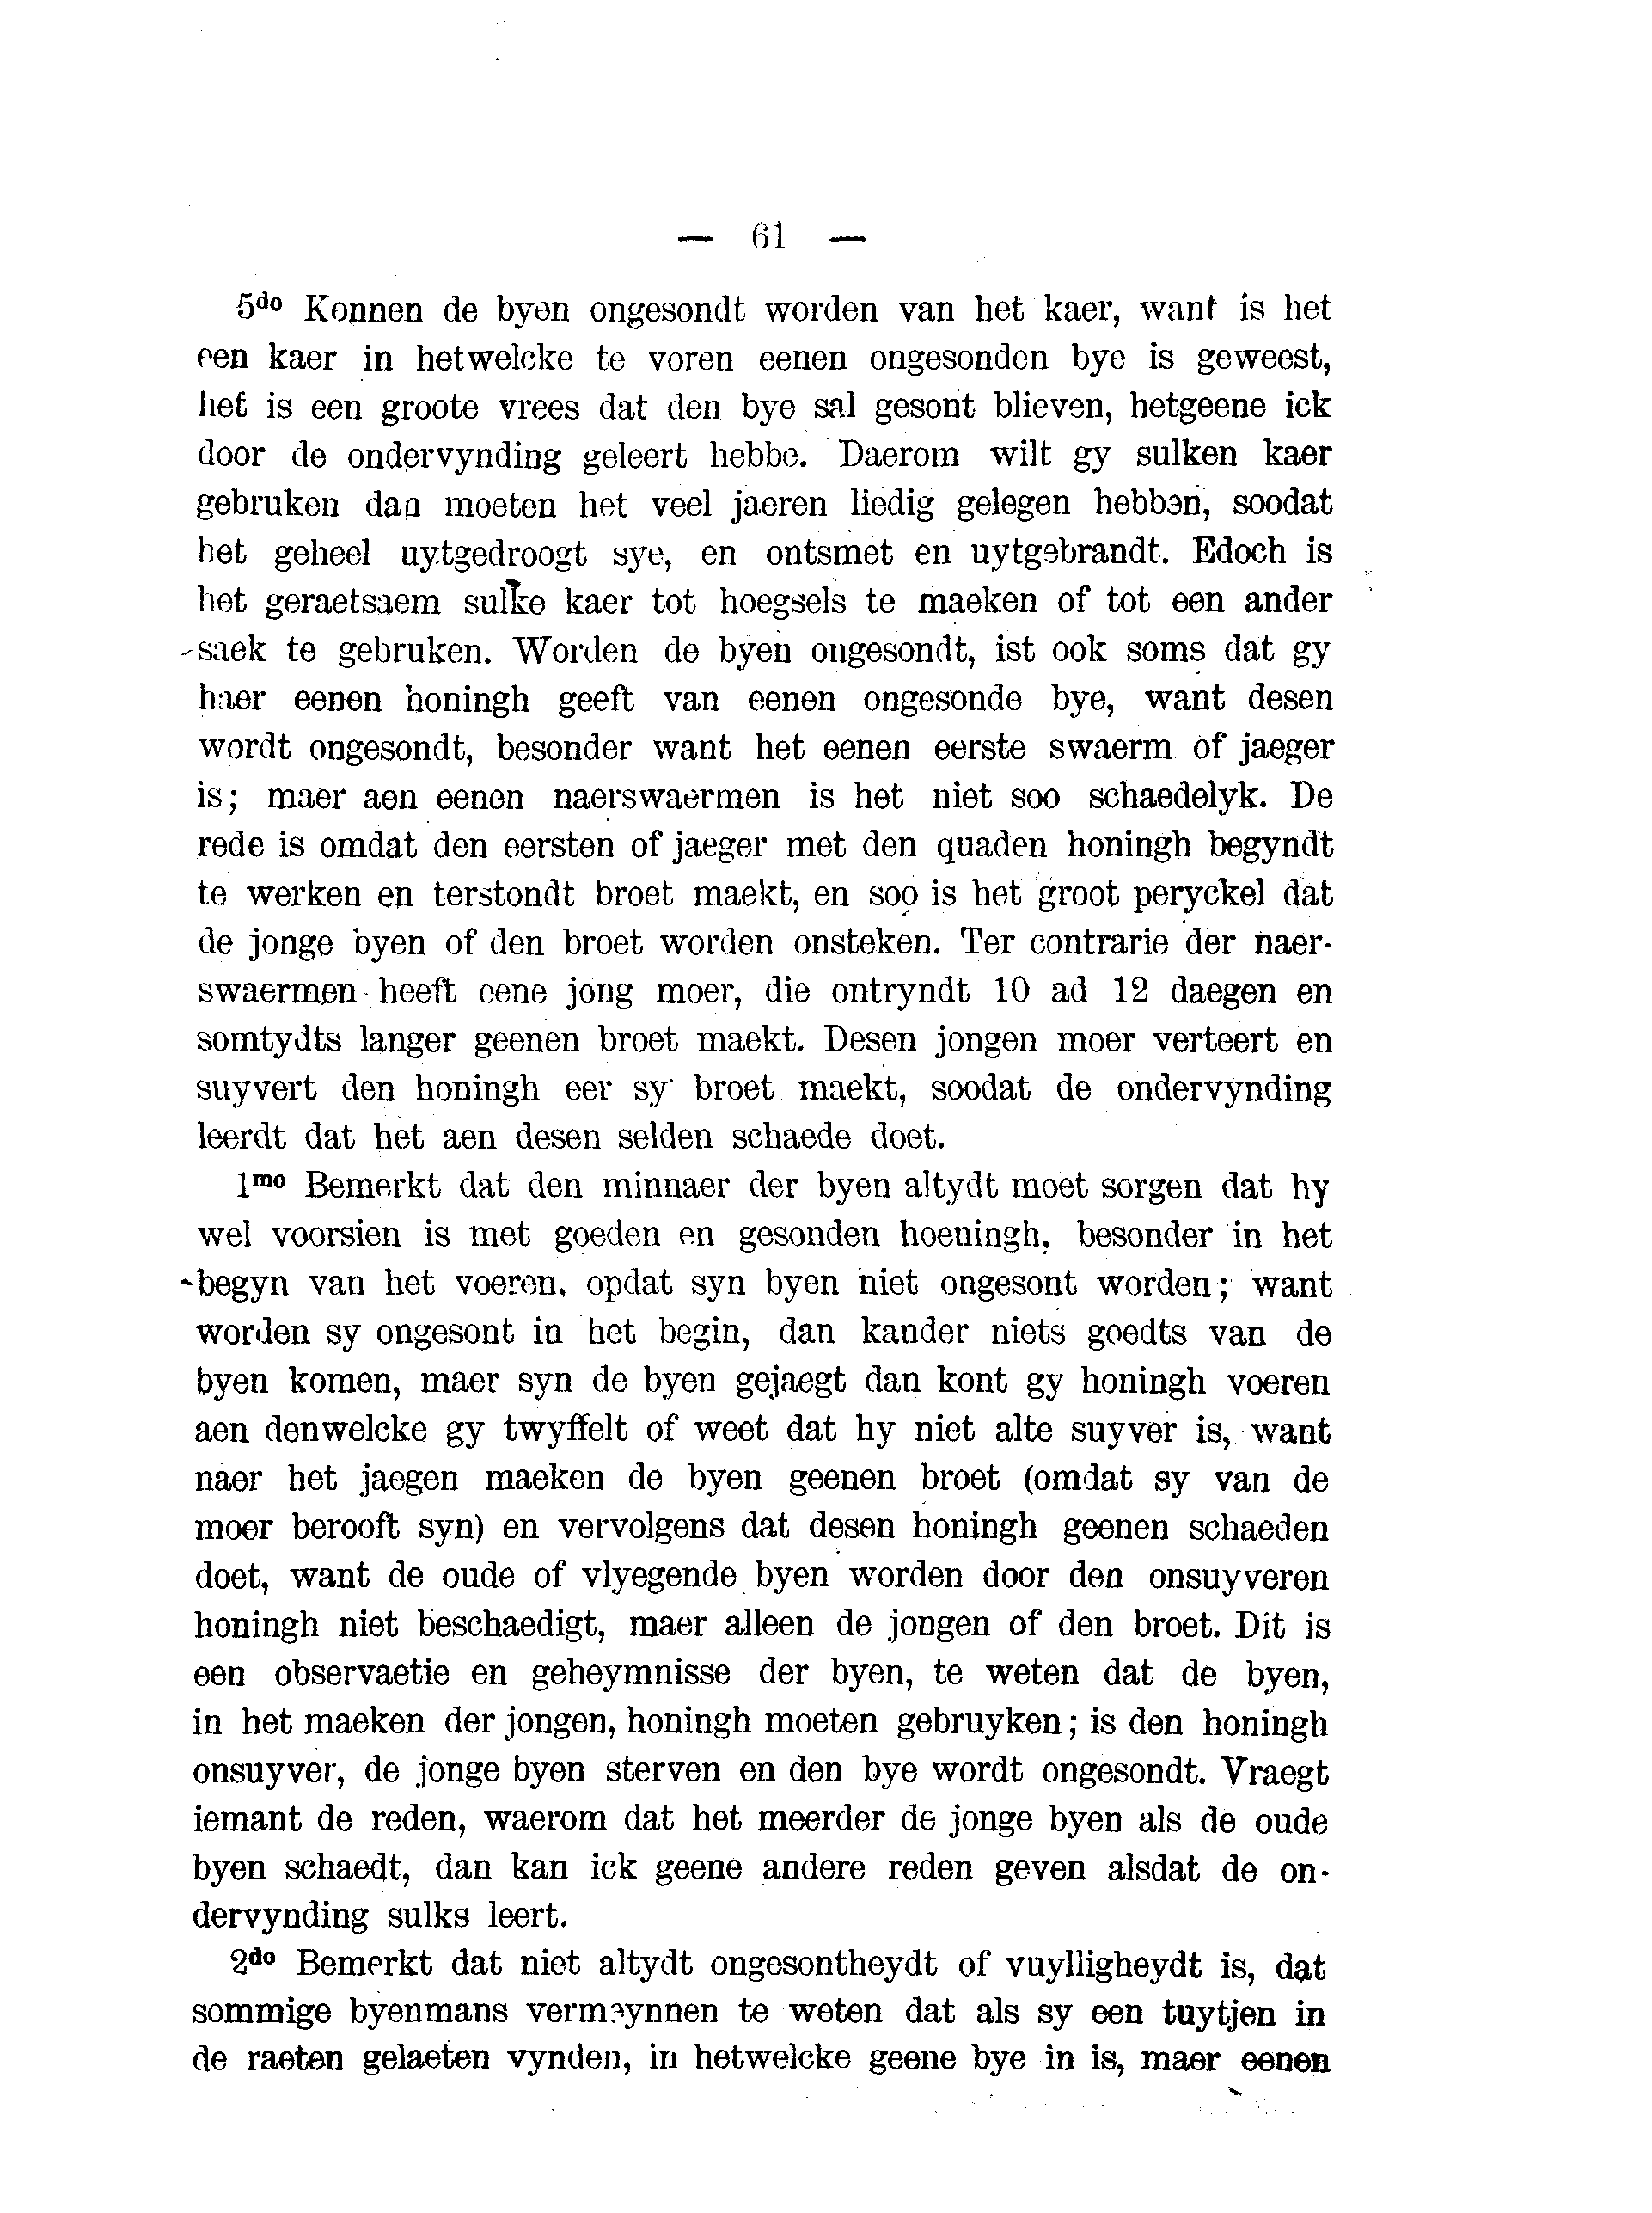 — 61 —
5do Konnen de byen ongesondt worden van het kaer, want is het
een kaer in hetwelcke te voren eenen ongesonden bye is geweest,
het is een groote vrees dat den bye sal gesont blieven, hetgeene ick
door de ondervynding geleert hebbe. Daerom wilt gy sulken kaer
gebruken dan moeten het veel jaeren liedig gelegen hebben, soodat
het geheel uytgedroogt sye, en ontsmet en uytgebrandt. Edoch is
het geraetsaem sulke kaer tot hoegsels te maeken of tot een ander
saek te gebruken. Worden de byen ongesondt, ist ook soms dat gy
haer eenen honingh geeft van eenen ongesonde bye, want desen
wordt ongesondt, besonder want het eenen eerste swaerm of jaeger
is; maer aen eenen naerswaermen is het niet soo schaedelyk. De
rede is omdat den eersten of jaeger met den quaden honingh begyndt
te werken en terstondt broet maekt, en soo is het groot peryckel dat
de jonge byen of den broet worden onsteken. Ter contrarie der naer-
swaermen heeft eene jong moer, die ontryndt 10 ad 12 daegen en
somtydts langer geenen broet maekt. Desen jongen moer verteert en
suyvert den honingh eer sy broet maekt, soodat de ondervynding
leerdt dat het aen desen selden schaede doet.
1mo Bemerkt dat den minnaer der byen altydt moet sorgen dat hy
wel voorsien is met goeden en gesonden hoeningh, besonder in het
begyn van het voeren, opdat syn byen niet ongesont worden; want
worden sy ongesont in het begin, dan kander niets goedts van de
byen komen, maer syn de byen gejaegt dan kont gy honingh voeren
aen denwelcke gy twyffelt of weet dat hy niet alte suyver is, want
naer het jaegen maeken de byen geenen broet (omdat sy van de
moer berooft syn) en vervolgens dat desen honingh geenen schaeden
doet, want de oude of vlyegende byen worden door den onsuyveren
honingh niet beschaedigt, maer alleen de jongen of den broet. Dit is
een observaetie en geheymnisse der byen, te weten dat de byen,
in het maeken der jongen, honingh moeten gebruyken; is den honingh
onsuyver, de jonge byen sterven en den bye wordt ongesondt. Vraegt
iemant de reden, waerom dat het meerder de jonge byen als de oude
byen schaedt, dan kan ick geene andere reden geven alsdat de on-
dervynding sulks leert.
2do Bemerkt dat niet altydt ongesontheydt of vuylligheydt is, dat
sommige byenmans vermeynnen te weten dat als sy een tuytjen in
de raeten gelaeten vynden, in hetwelcke geene bye in is, maer eenen